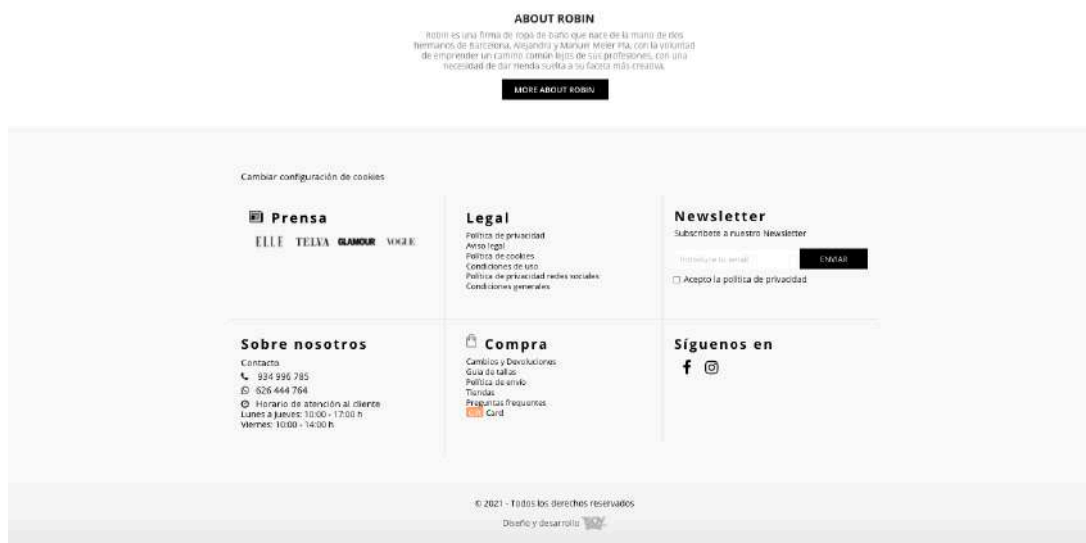 ABOUT ROBIN
Robin es una firma de ropa de baño que nace de la mano de dos
hermanos de Barcelona, Alejandra y Manuel Meler Pla, con la voluntad
de emprender un camino común lejos de sus profesiones, con una
necesidad de dar rienda suelta a su faceta más creativa.
MORE ABOUT ROBIN
Cambiar configuración de cookies
Prensa
ELLE TELVA GLAMOUR VOGUE
Legal
Política de privacidad
Aviso legal
Política de cookies
Condiciones de uso
Política de privacidad redes sociales
Condiciones generales
Newsletter
Subscríbete a nuestro Newsletter
Introduce tu email
ENVIAR
Acepto la política de privacidad
Sobre nosotros
Contacto
934 996 785
626 444 764
Horario de atención al cliente
Lunes a jueves: 10:00 - 17:00 h
Viernes: 10:00 - 14:00 h
Compra
Cambios y Devoluciones
Guía de tallas
Política de envío
Tiendas
Preguntas frequentes
Card
Síguenos en
© 2021 - Todos los derechos reservados
Diseño y desarrollo